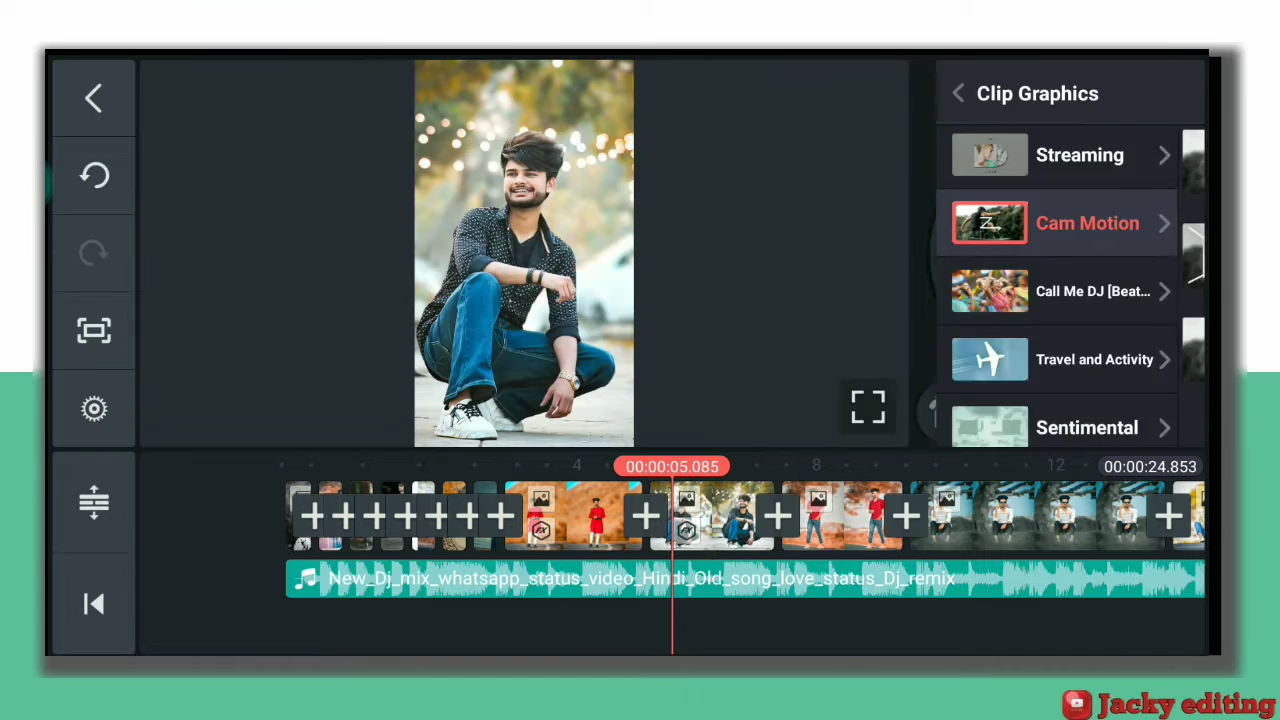 Clip Graphics
Streaming
Cam Motion
Call Me DJ [Beat...
Travel and Activity
Sentimental
4
00:00:05.085
8
12
00:00:24.853
New_Dj_mix_whatsapp_status_video_Hindi_Old_song_love_status_Dj_remix
Jacky editing